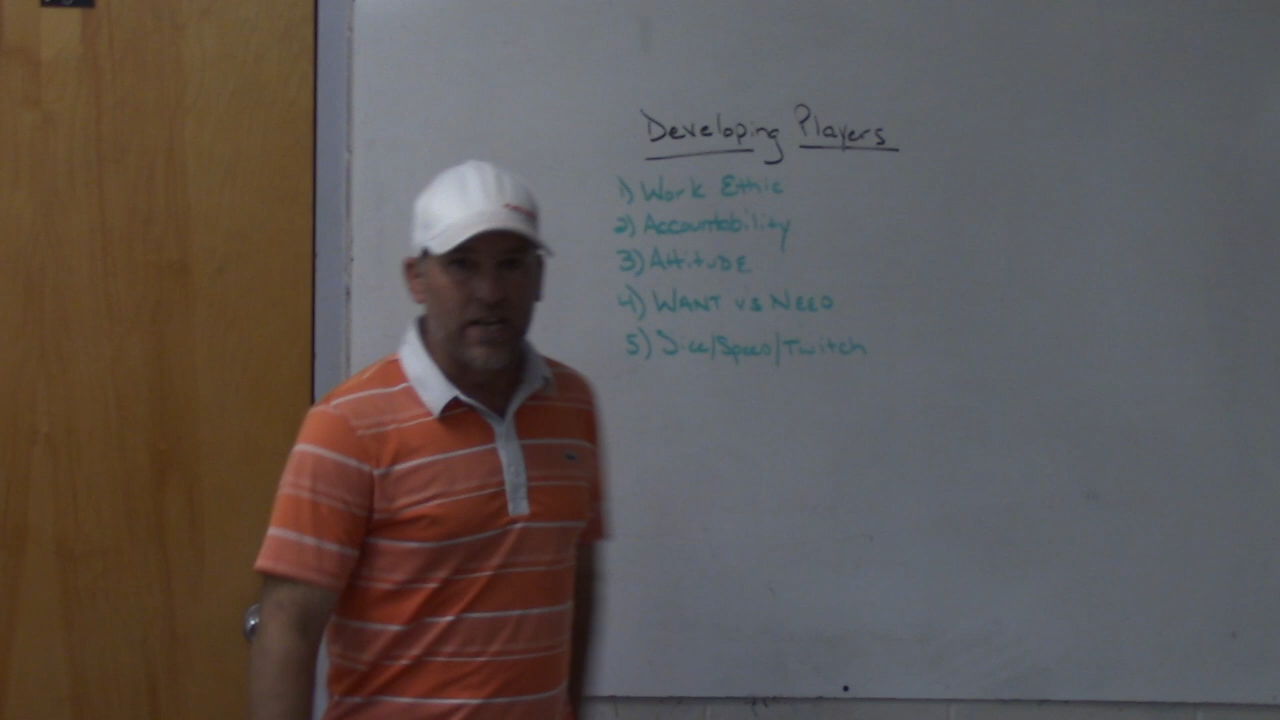 Developing Players
1) Work Ethic
2) Accountability
3) Attitude
4) WANT vs NEED
5) Size/Speed/Twitch